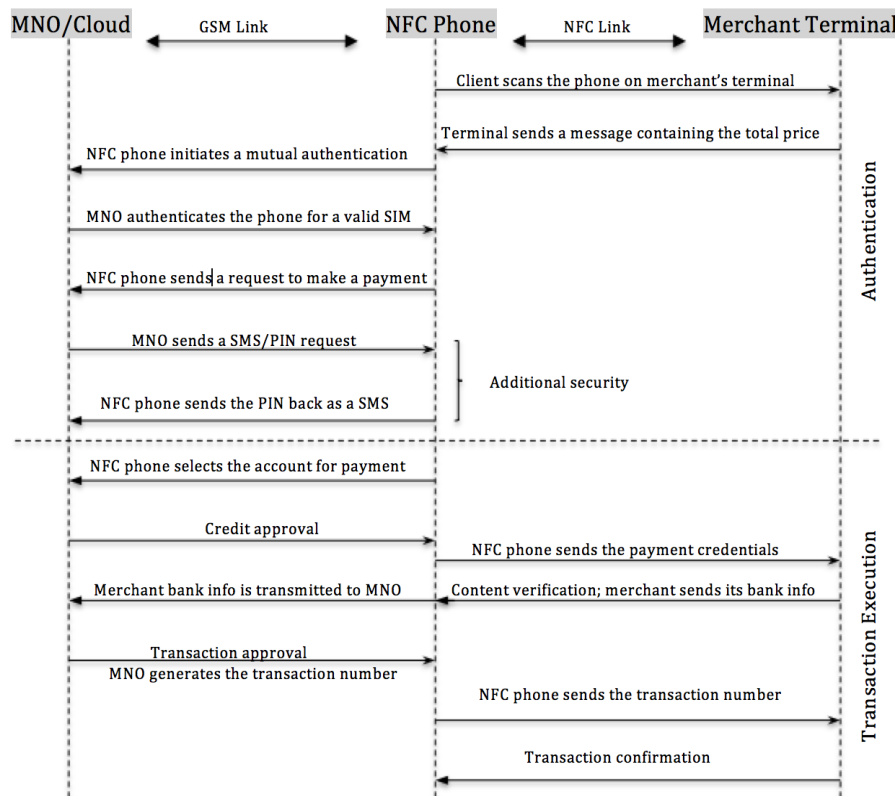 MNO/Cloud GSM Link NFC Phone NFC Link Merchant Terminal
Client scans the phone on merchant's terminal
Terminal sends a message containing the total price
NFC phone initiates a mutual authentication
MNO authenticates the phone for a valid SIM
NFC phone sends a request to make a payment
MNO sends a SMS/PIN request
Additional security
NFC phone sends the PIN back as a SMS
Authentication
NFC phone selects the account for payment
Credit approval
NFC phone sends the payment credentials
Merchant bank info is transmitted to MNO Content verification; merchant sends its bank info
Transaction approval
MNO generates the transaction number
NFC phone sends the transaction number
Transaction confirmation
Transaction Execution